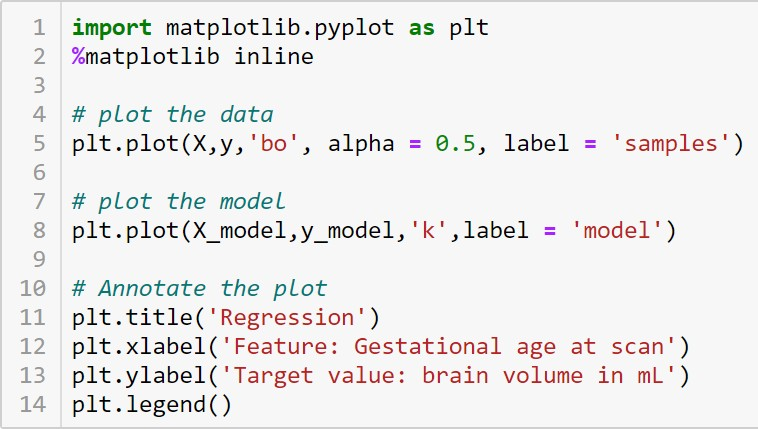 1 import matplotlib.pyplot as plt
2 %matplotlib inline
3
4 # plot the data
5 plt.plot(X,y,'bo', alpha = 0.5, label = 'samples')
6
7 # plot the model
8 plt.plot(X_model,y_model,'k',label = 'model')
9
10 # Annotate the plot
11 plt.title('Regression')
12 plt.xlabel('Feature: Gestational age at scan')
13 plt.ylabel('Target value: brain volume in mL')
14 plt.legend()